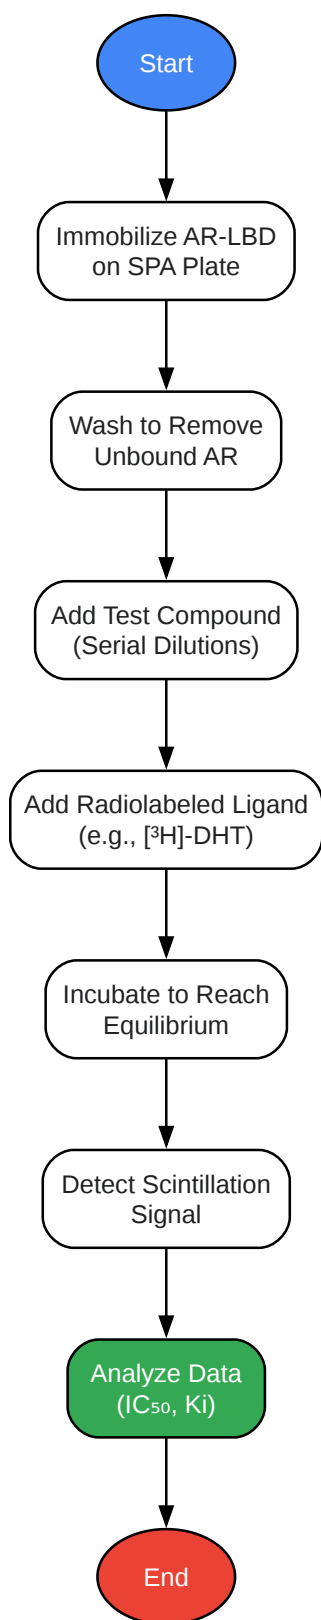 Start
Immobilize AR-LBD
on SPA Plate
Wash to Remove
Unbound AR
Add Test Compound
(Serial Dilutions)
Add Radiolabeled Ligand
(e.g., [³H]-DHT)
Incubate to Reach
Equilibrium
Detect Scintillation
Signal
Analyze Data
(IC₅₀, Ki)
End